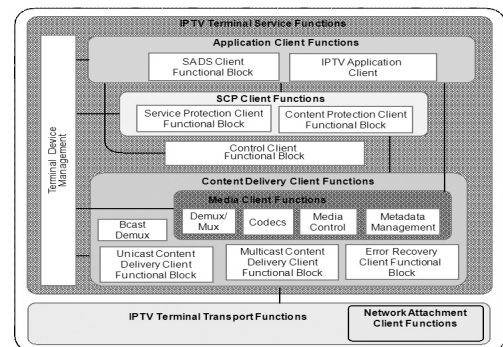 IPTV Terminal Service Functions
Application Client Functions
SADS Client
Functional Block
IPTV Application
Client
SCP Client Functions
Service Protection Client
Functional Block
Content Protection Client
Functional Block
Control Client
Functional Block
Terminal Device
Management
Content Delivery Client Functions
Media Client Functions
Demux/
Mux
Codecs
Media
Control
Metadata
Management
Bcast
Demux
Unicast Content
Delivery Client
Functional Block
Multicast Content
Delivery Client
Functional Block
Error Recovery
Client Functional
Block
IPTV Terminal Transport Functions
Network Attachment
Client Functions